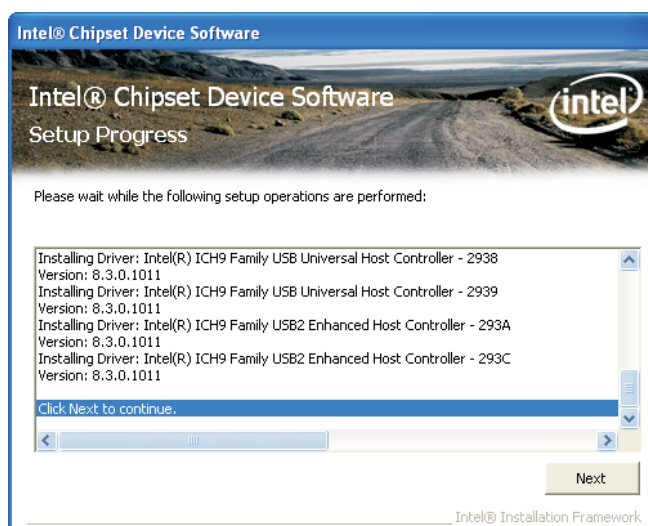 Intel® Chipset Device Software
Intel® Chipset Device Software
intel
Setup Progress
Please wait while the following setup operations are performed:
Installing Driver: Intel(R) ICH9 Family USB Universal Host Controller - 2938
Version: 8.3.0.1011
Installing Driver: Intel(R) ICH9 Family USB Universal Host Controller - 2939
Version: 8.3.0.1011
Installing Driver: Intel(R) ICH9 Family USB2 Enhanced Host Controller - 293A
Version: 8.3.0.1011
Installing Driver: Intel(R) ICH9 Family USB2 Enhanced Host Controller - 293C
Version: 8.3.0.1011
Click Next to continue.
Next
Intel® Installation Framework